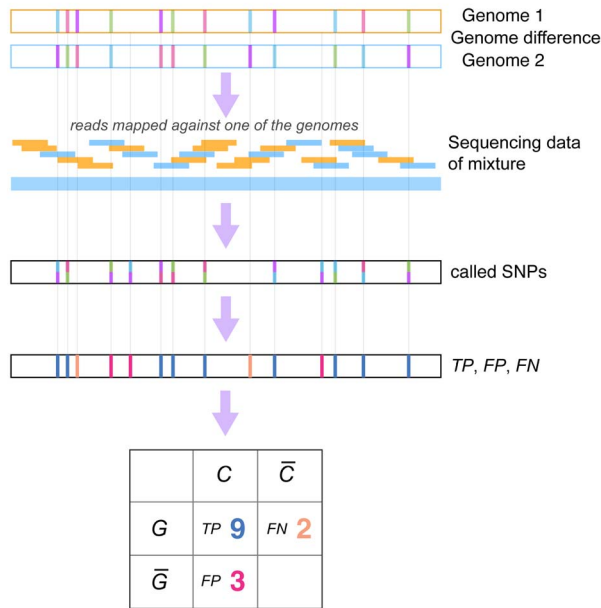 Genome 1
Genome difference
Genome 2
reads mapped against one of the genomes
Sequencing data
of mixture
called SNPs
TP, FP, FN
C C̅
G TP 9 FN 2
G̅ FP 3